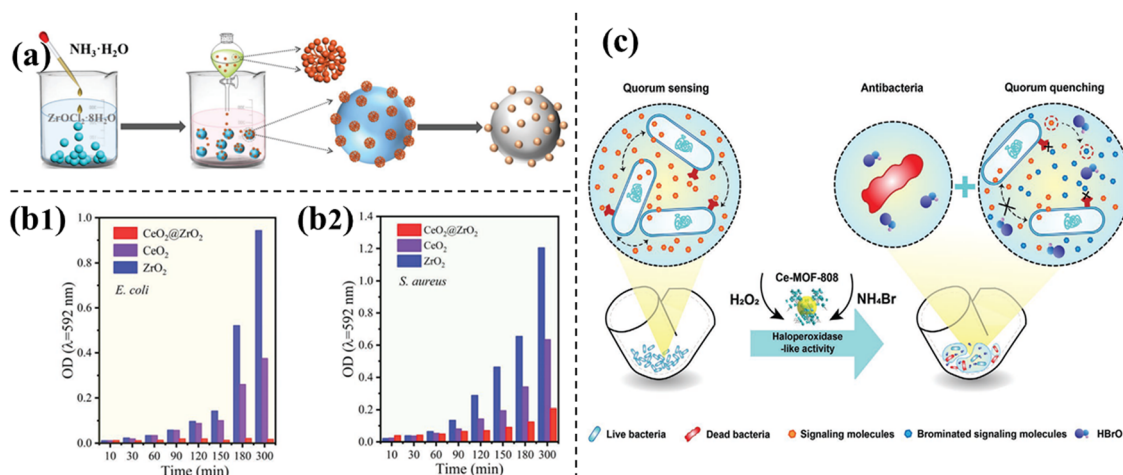 (a)
NH₃·H₂O
ZrOCl₂·8H₂O
(b1)
OD (λ=592 nm)
1.0
0.8
0.6
0.4
0.2
0.0
CeO₂@ZrO₂
CeO₂
ZrO₂
E. coli
10 30 60 90 120 150 180 300
Time (min)
(b2)
OD (λ=592 nm)
1.4
1.2
1.0
0.8
0.6
0.4
0.2
0.0
CeO₂@ZrO₂
CeO₂
ZrO₂
S. aureus
10 30 60 90 120 150 180 300
Time (min)
(c)
Quorum sensing
Antibacteria
Quorum quenching
+
Ce-MOF-808
H₂O₂
NH₄Br
Haloperoxidase
-like activity
Live bacteria
Dead bacteria
Signaling molecules
Brominated signaling molecules
HBrO